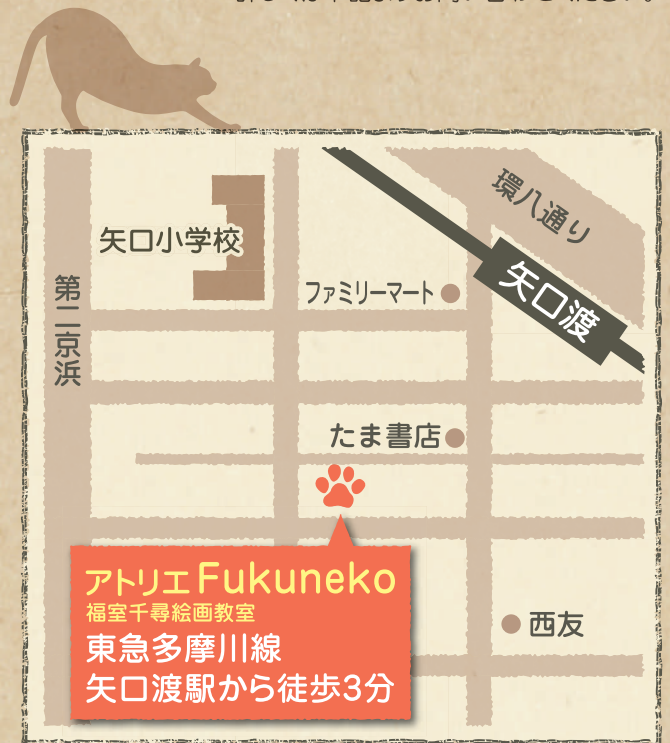 環八通り
矢口小学校
ファミリーマート
矢口渡
第二京浜
たま書店
アトリエFukuneko
福室千尋絵画教室
東急多摩川線
矢口渡駅から徒歩3分
西友